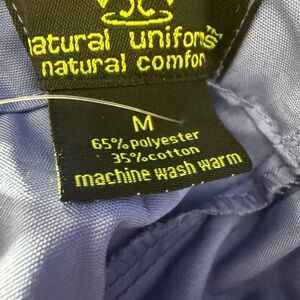 natural uniforms
natural comfor
M
65% polyester
35% cotton
machine wash warm